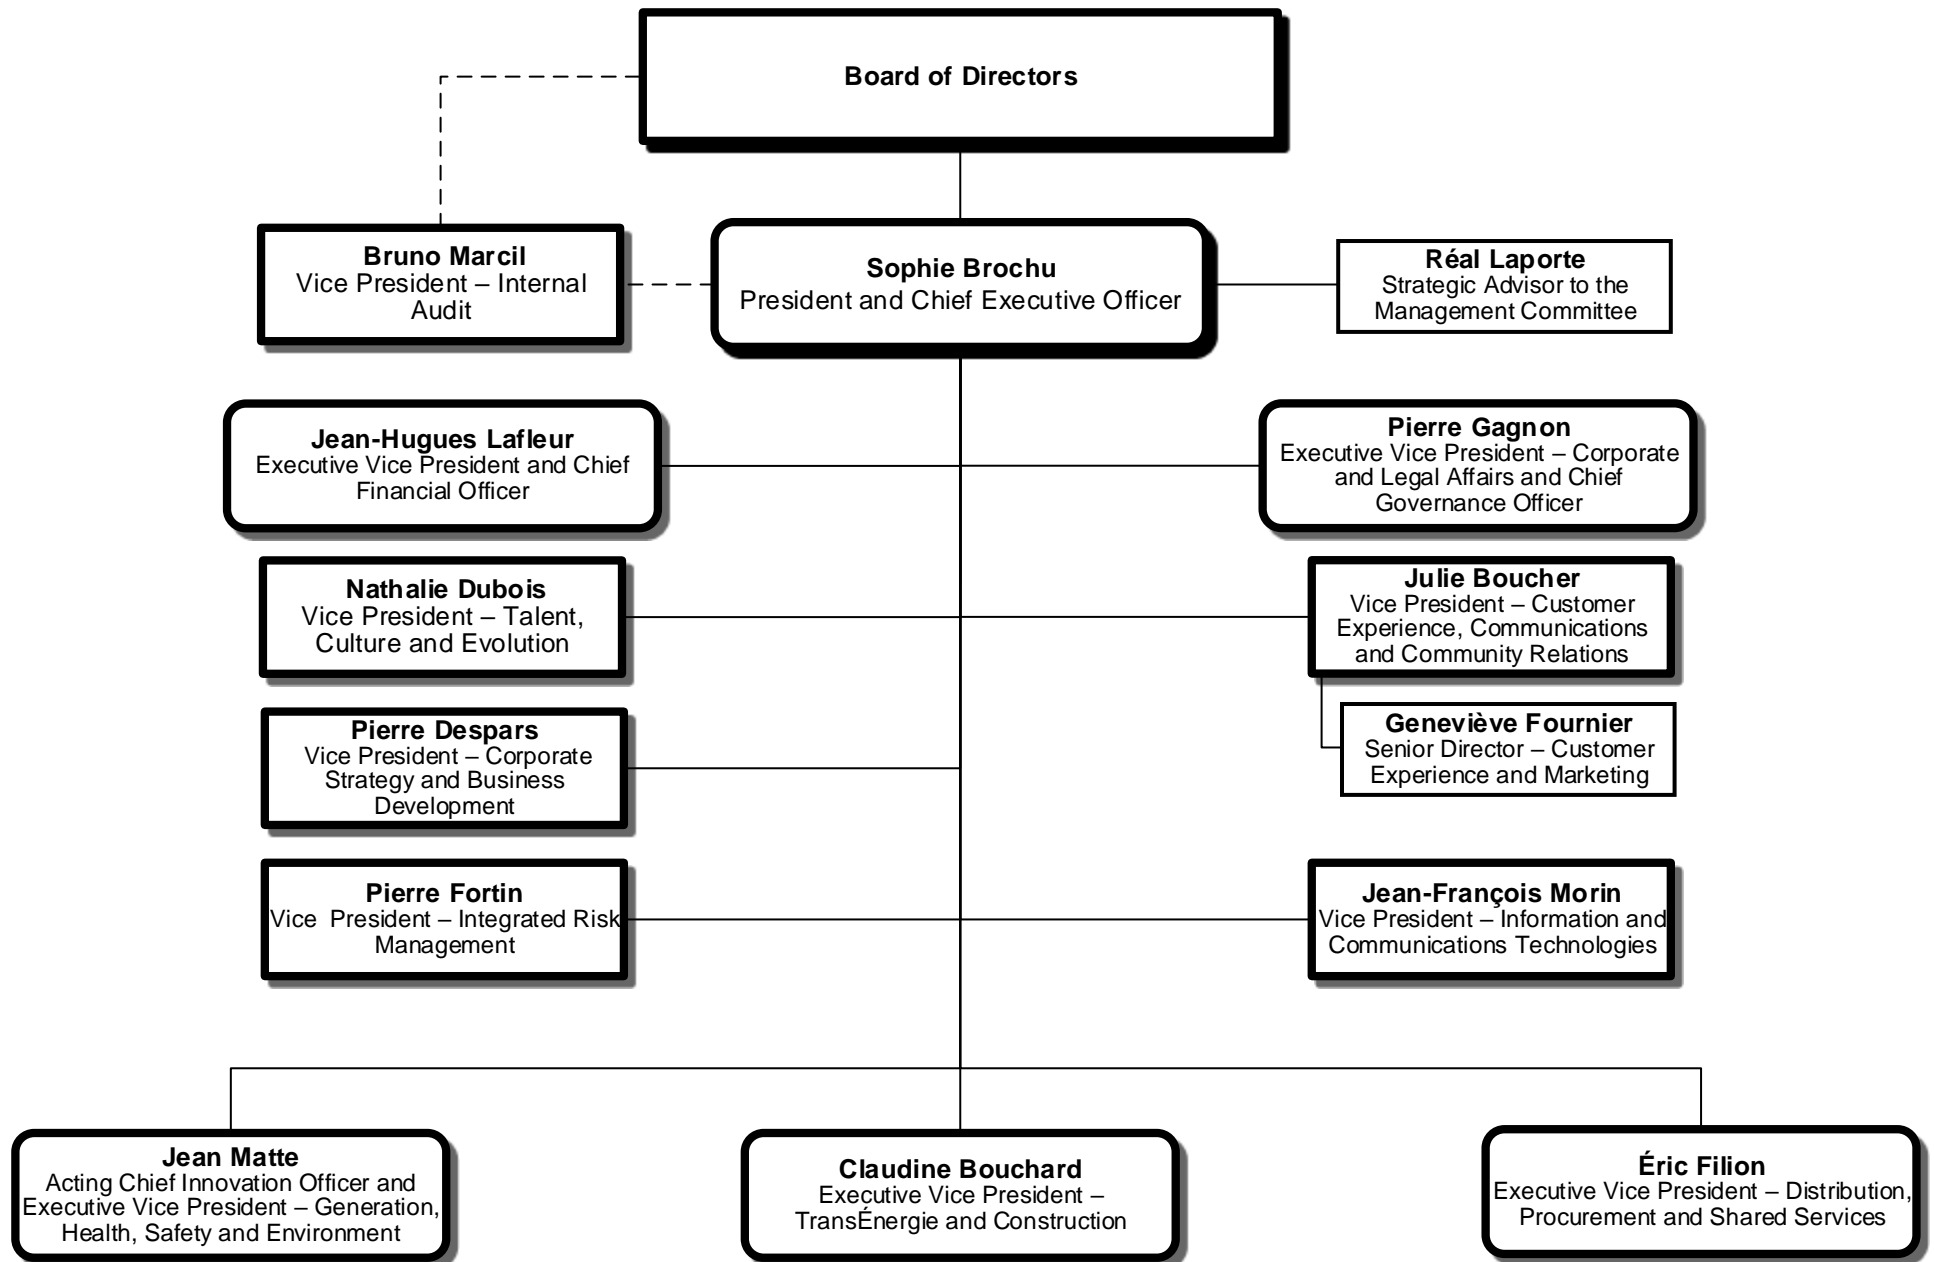 Board of Directors
Bruno Marcil
Vice President – Internal
Audit
Sophie Brochu
President and Chief Executive Officer
Réal Laporte
Strategic Advisor to the
Management Committee
Jean-Hugues Lafleur
Executive Vice President and Chief
Financial Officer
Pierre Gagnon
Executive Vice President – Corporate
and Legal Affairs and Chief
Governance Officer
Nathalie Dubois
Vice President – Talent,
Culture and Evolution
Julie Boucher
Vice President – Customer
Experience, Communications
and Community Relations
Pierre Despars
Vice President – Corporate
Strategy and Business
Development
Geneviève Fournier
Senior Director – Customer
Experience and Marketing
Pierre Fortin
Vice  President – Integrated Risk
Management
Jean-François Morin
Vice President – Information and
Communications Technologies
Jean Matte
Acting Chief Innovation Officer and
Executive Vice President – Generation,
Health, Safety and Environment
Claudine Bouchard
Executive Vice President –
TransÉnergie and Construction
Éric Filion
Executive Vice President – Distribution,
Procurement and Shared Services